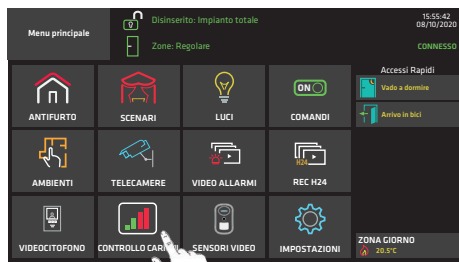 Menu principale
Disinserito: Impianto totale
Zone: Regolare
15:55:42
08/10/2020
CONNESSO
ANTIFURTO
SCENARI
LUCI
ON
COMANDI
Accessi Rapidi
Vado a dormire
Arrivo in bici
AMBIENTI
TELECAMERE
VIDEO ALLARMI
H24
REC H24
VIDEOCITOFONO
CONTROLLO
SENSORI VIDEO
IMPOSTAZIONI
ZONA GIORNO
20.5°C